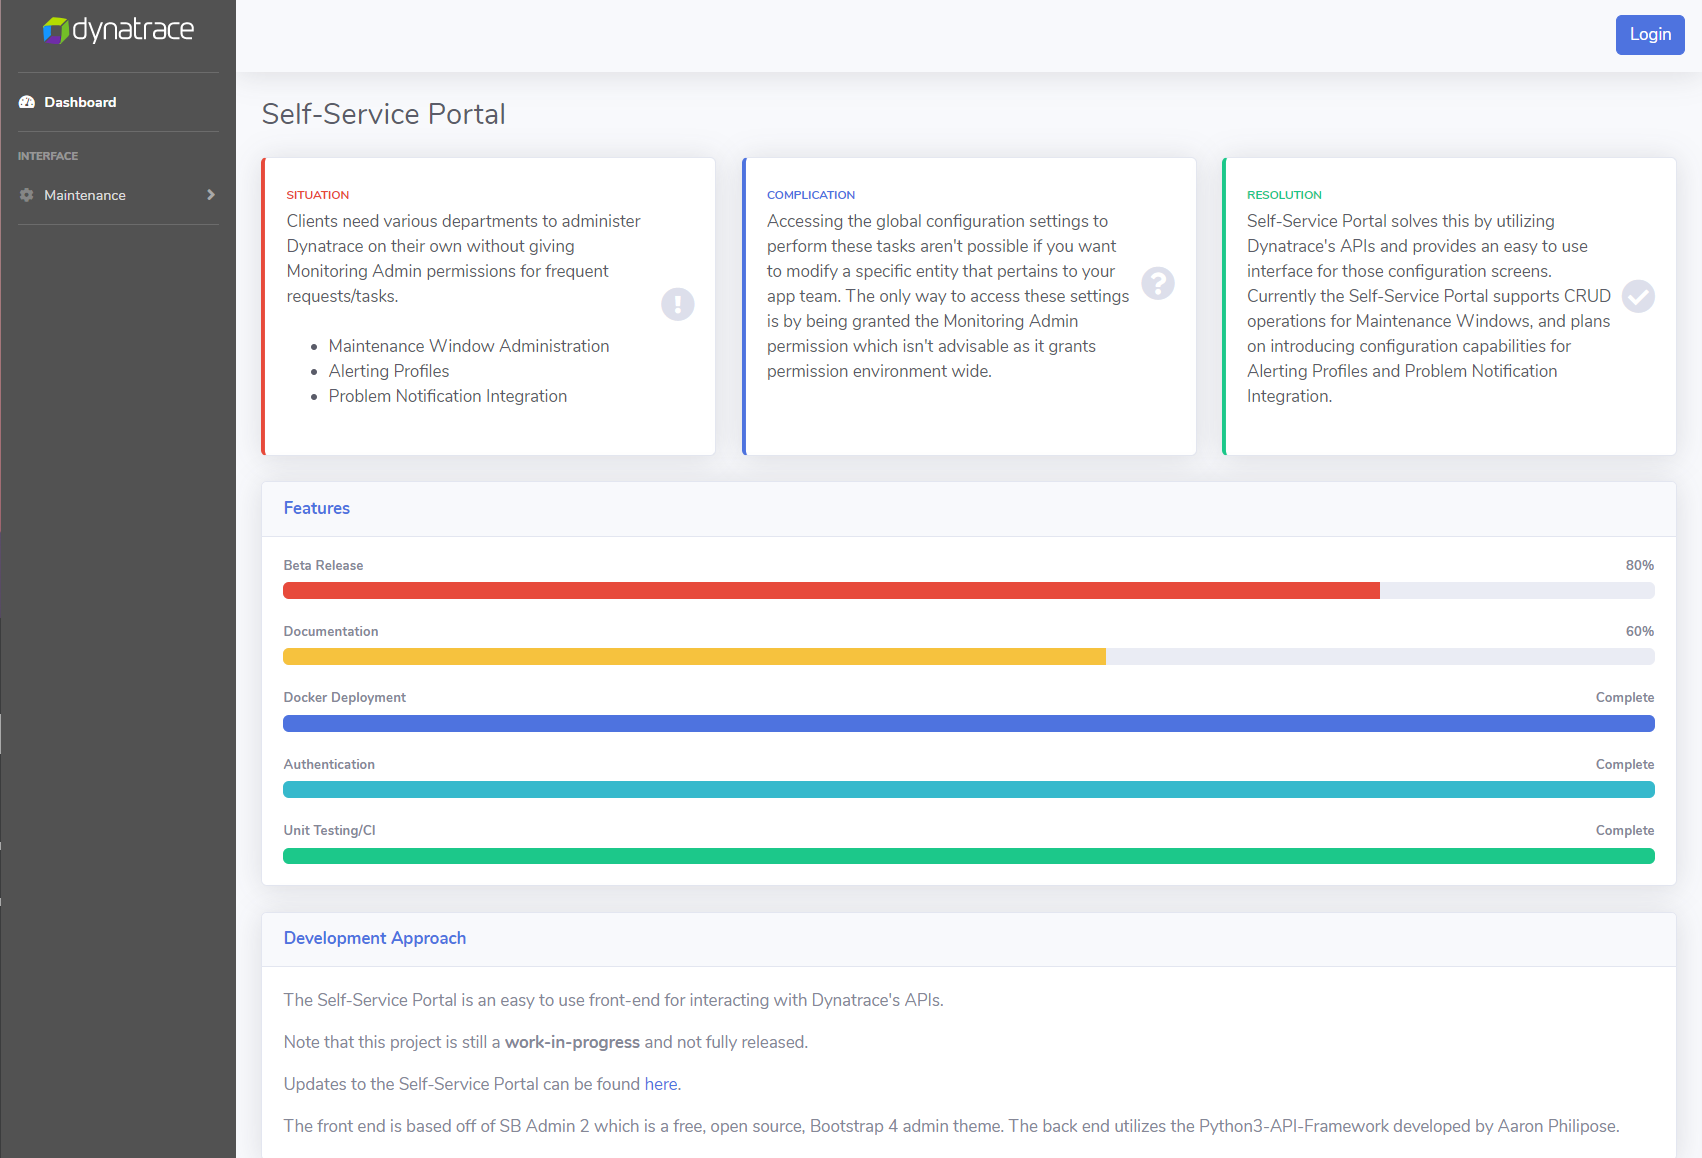 dynatrace
Login
Dashboard
INTERFACE
Maintenance
Self-Service Portal
SITUATION
Clients need various departments to administer
Dynatrace on their own without giving
Monitoring Admin permissions for frequent
requests/tasks.
• Maintenance Window Administration
• Alerting Profiles
• Problem Notification Integration
COMPLICATION
Accessing the global configuration settings to
perform these tasks aren't possible if you want
to modify a specific entity that pertains to your
app team. The only way to access these settings
is by being granted the Monitoring Admin
permission which isn't advisable as it grants
permission environment wide.
RESOLUTION
Self-Service Portal solves this by utilizing
Dynatrace's APIs and provides an easy to use
interface for those configuration screens.
Currently the Self-Service Portal supports CRUD
operations for Maintenance Windows, and plans
on introducing configuration capabilities for
Alerting Profiles and Problem Notification
Integration.
Features
Beta Release 80%
Documentation 60%
Docker Deployment Complete
Authentication Complete
Unit Testing/CI Complete
Development Approach
The Self-Service Portal is an easy to use front-end for interacting with Dynatrace's APIs.
Note that this project is still a work-in-progress and not fully released.
Updates to the Self-Service Portal can be found here.
The front end is based off of SB Admin 2 which is a free, open source, Bootstrap 4 admin theme. The back end utilizes the Python3-API-Framework developed by Aaron Philipose.